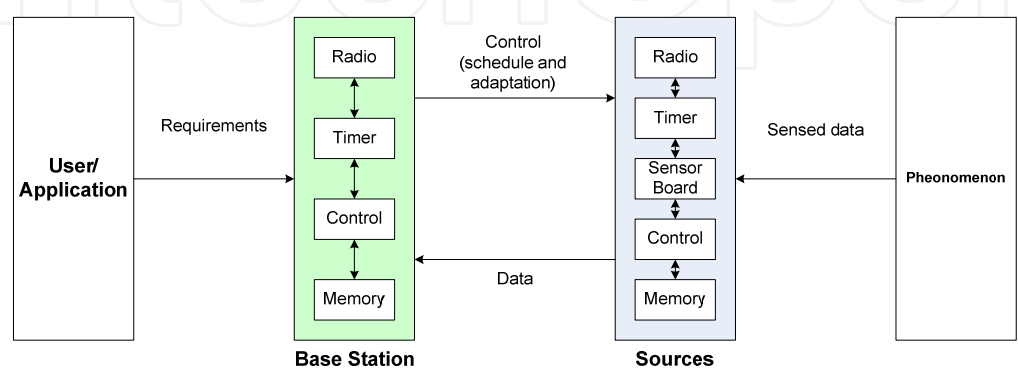 User/
Application
Requirements
Radio
Timer
Control
Memory
Base Station
Control
(schedule and
adaptation)
Data
Radio
Timer
Sensor
Board
Control
Memory
Sources
Sensed data
Pheonomenon